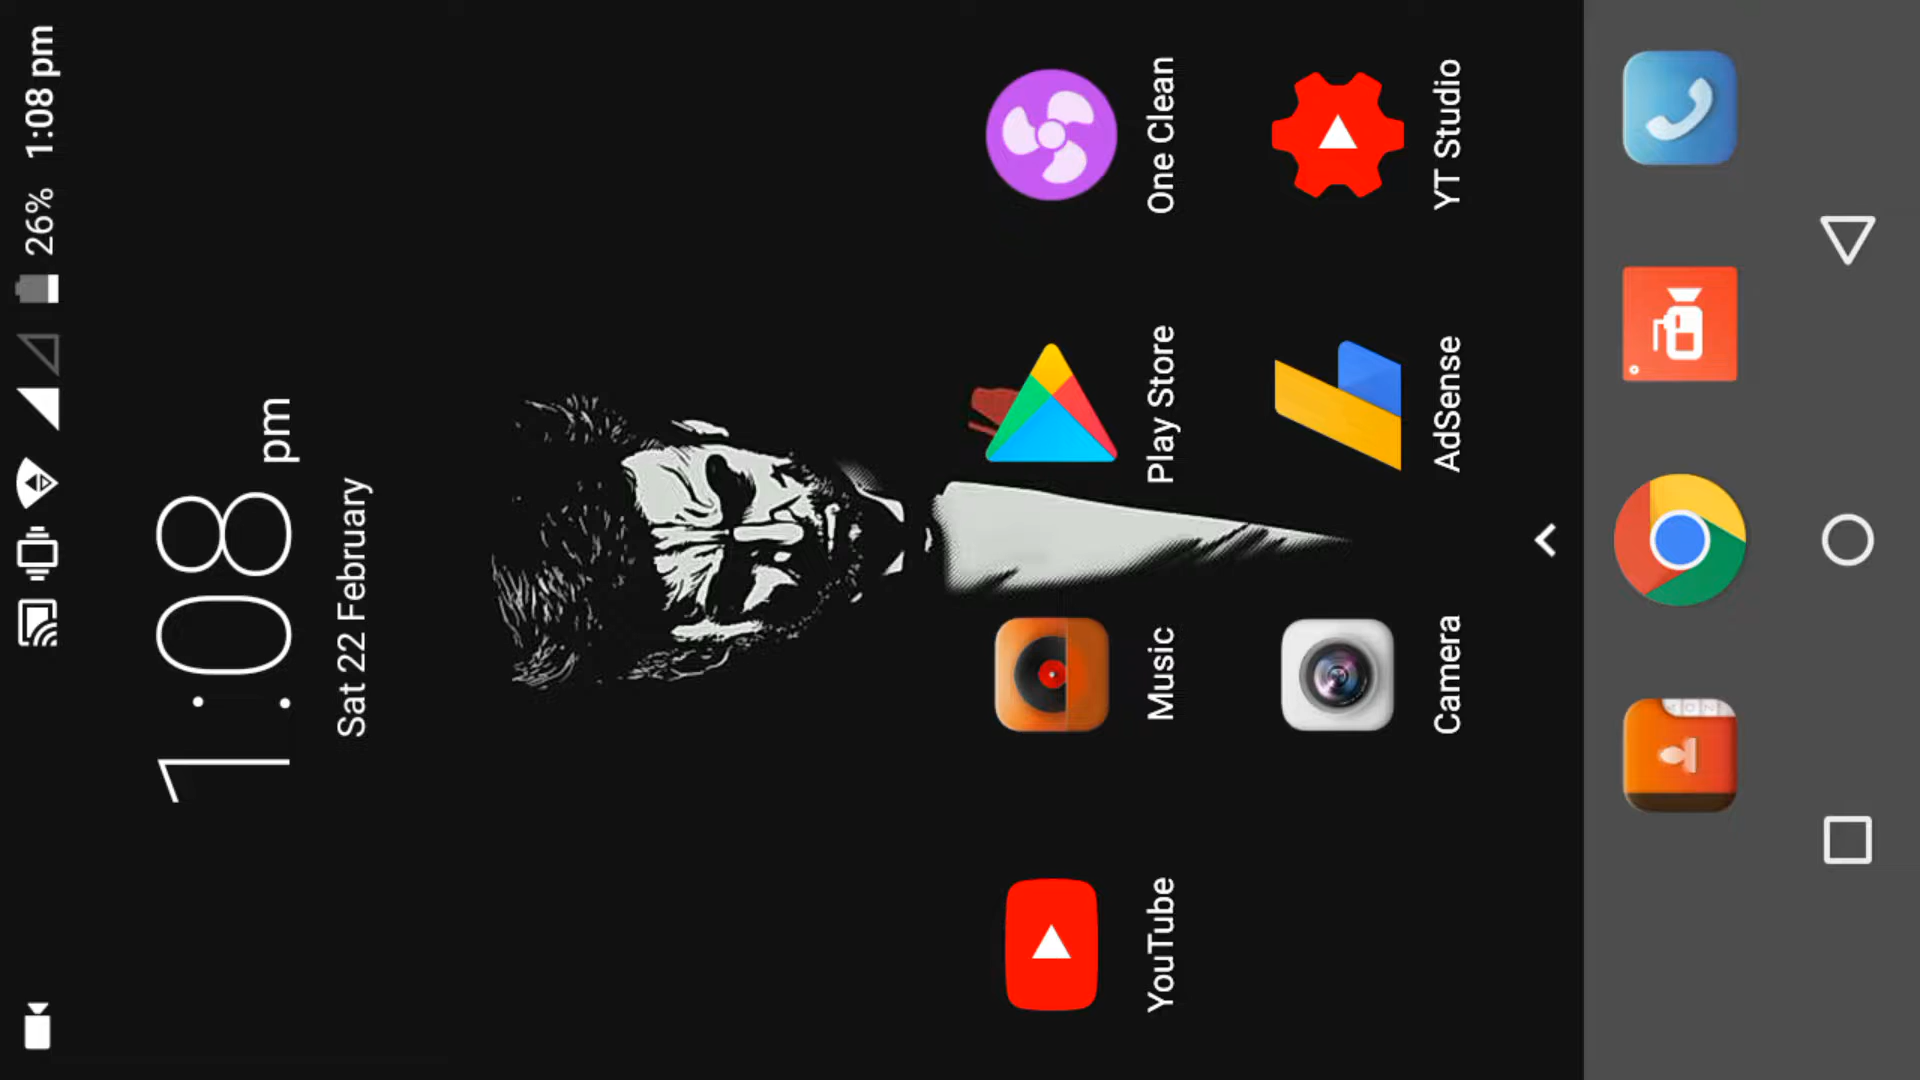 26% 1:08 pm
1:08 pm
Sat 22 February
YouTube
Music
Play Store
One Clean
Camera
AdSense
YT Studio